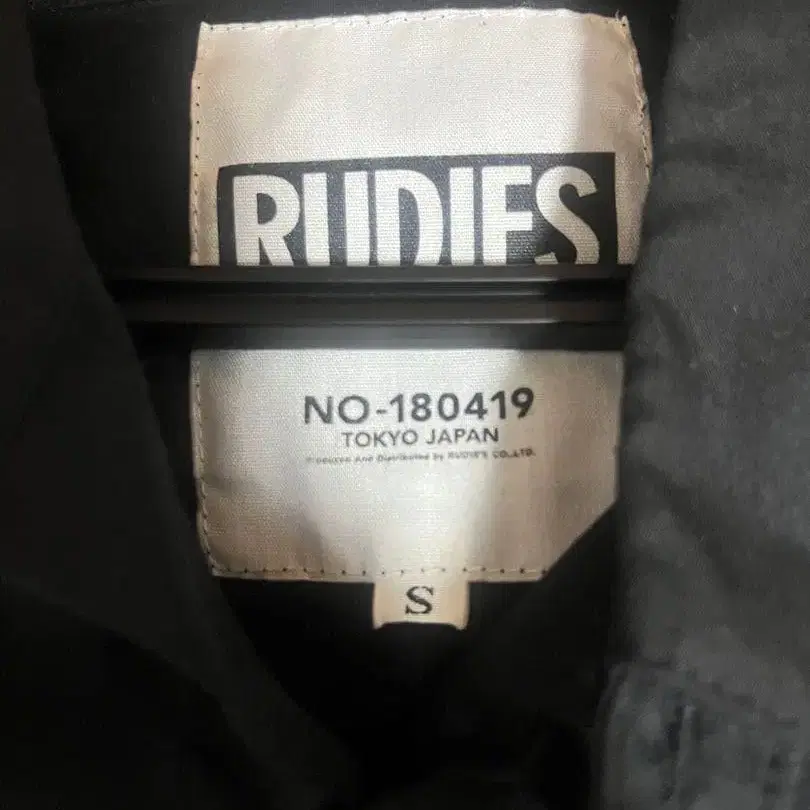 RUDIES
NO-180419
TOKYO JAPAN
Produced And Distributed by RUDIE'S CO.,LTD.
S